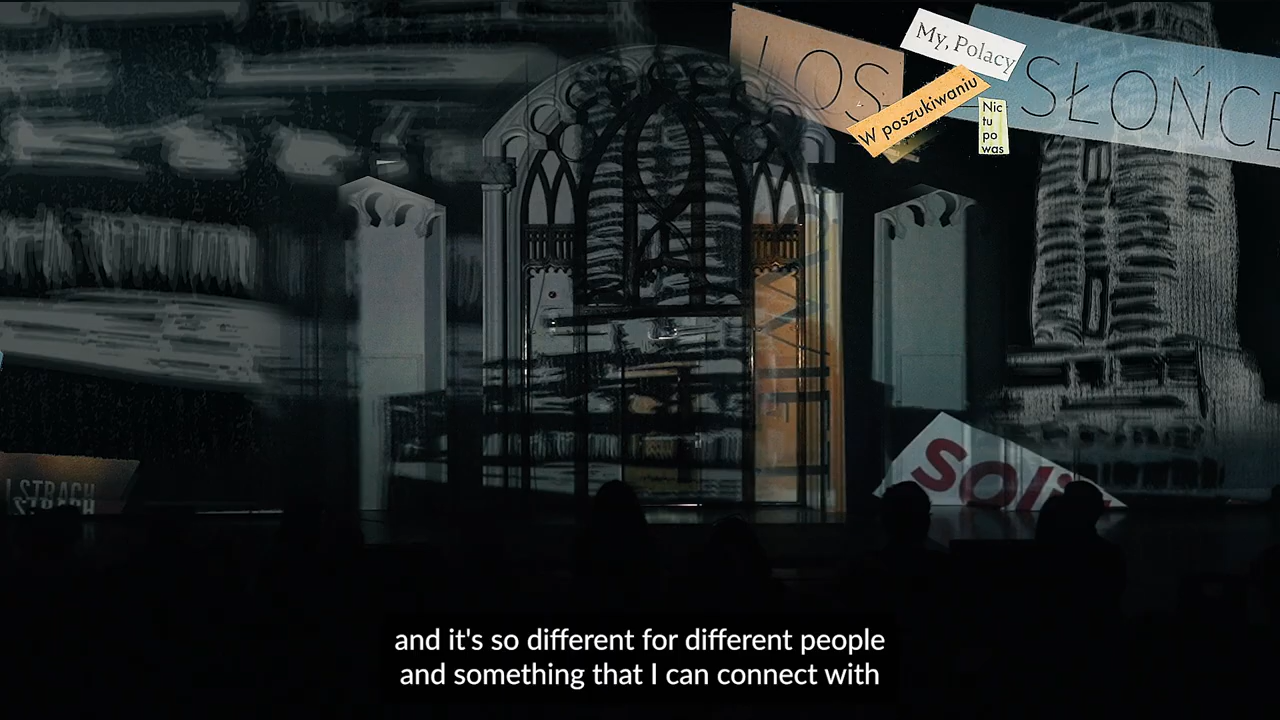 LOS
My, Polacy
SŁOŃCE
W poszukiwaniu
Nic
tu
po
was
soli
I STRACH
and it's so different for different people
and something that I can connect with